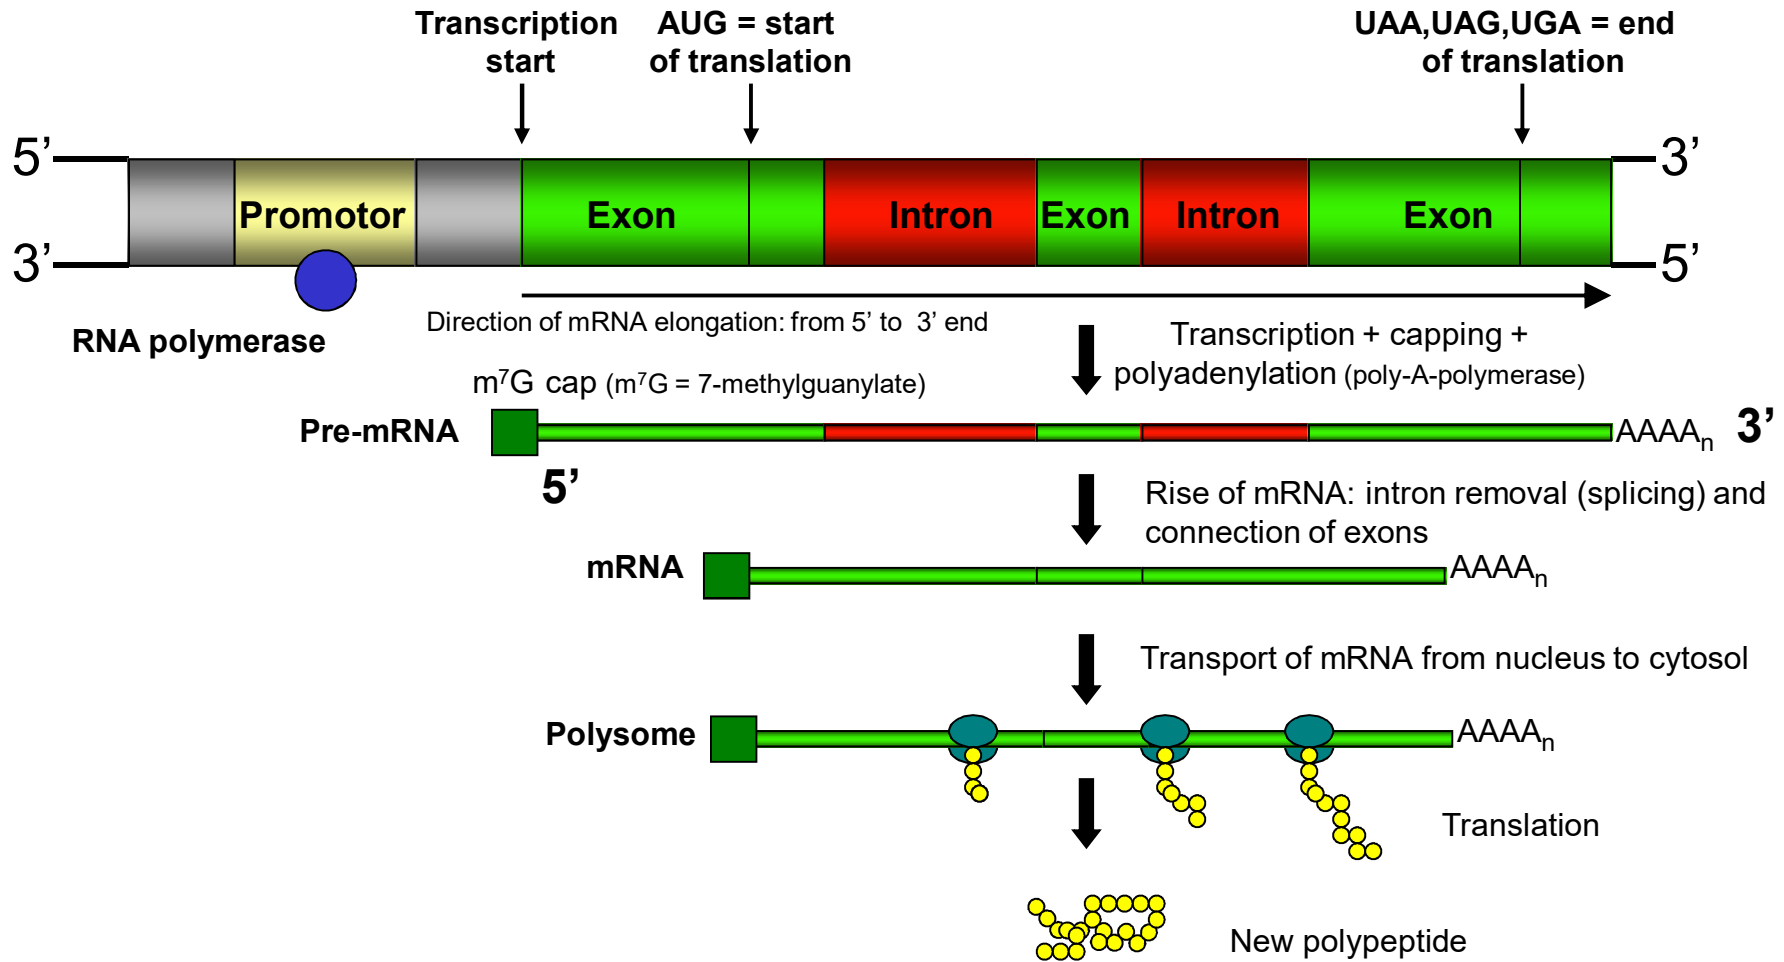 Transcription
start
AUG = start
of translation
UAA,UAG,UGA = end
of translation
5’
3’
Promotor
Exon
Intron
Exon
Intron
Exon
3’
5’
RNA polymerase
Direction of mRNA elongation: from 5’ to 3’ end
Transcription + capping +
polyadenylation (poly-A-polymerase)
m⁷G cap (m⁷G = 7-methylguanylate)
Pre-mRNA
AAAAₙ
3’
5’
Rise of mRNA: intron removal (splicing) and
connection of exons
mRNA
AAAAₙ
Transport of mRNA from nucleus to cytosol
Polysome
AAAAₙ
Translation
New polypeptide